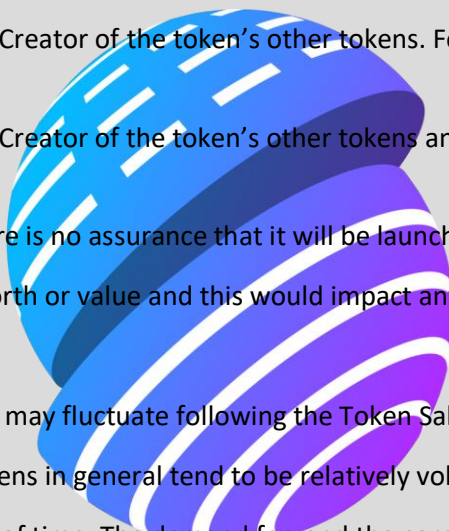 Creator of the token’s other tokens. Fo
Creator of the token’s other tokens an
re is no assurance that it will be launch
orth or value and this would impact an
may fluctuate following the Token Sal
ens in general tend to be relatively vol